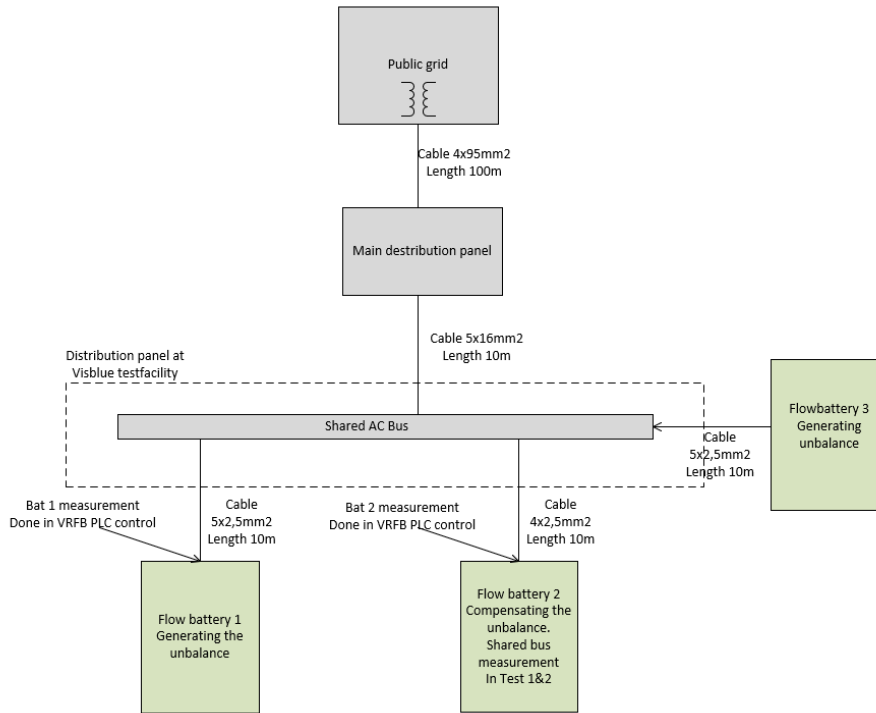 Public grid
Cable 4x95mm2
Length 100m
Main destribution panel
Cable 5x16mm2
Length 10m
Distribution panel at
Visblue testfacility
Shared AC Bus
Flowbattery 3
Generating
unbalance
Cable
5x2,5mm2
Length 10m
Bat 1 measurement
Done in VRFB PLC control
Cable
5x2,5mm2
Length 10m
Bat 2 measurement
Done in VRFB PLC control
Cable
4x2,5mm2
Length 10m
Flow battery 1
Generating the
unbalance
Flow battery 2
Compensating the
unbalance.
Shared bus
measurement
In Test 1&2